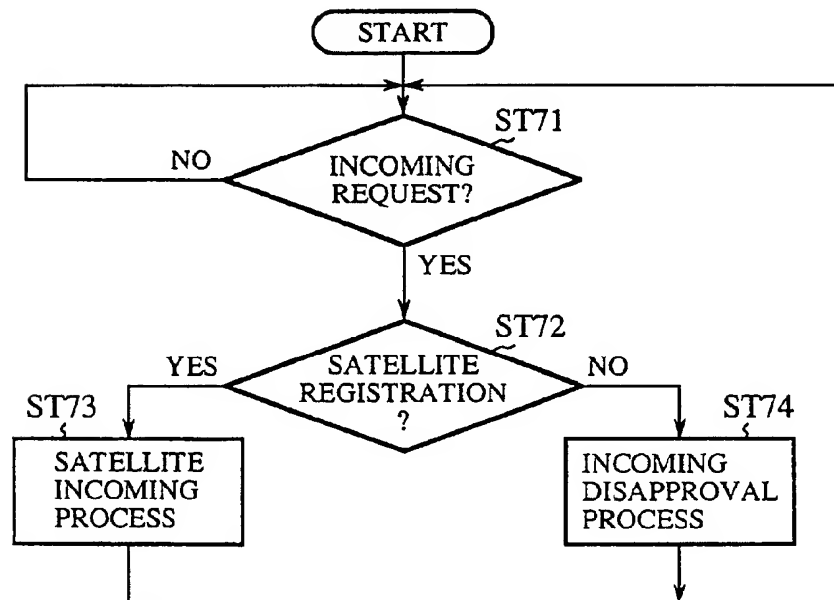 START
ST71
NO
INCOMING
REQUEST?
YES
ST72
YES
SATELLITE
REGISTRATION
?
NO
ST73
SATELLITE
INCOMING
PROCESS
ST74
INCOMING
DISAPPROVAL
PROCESS